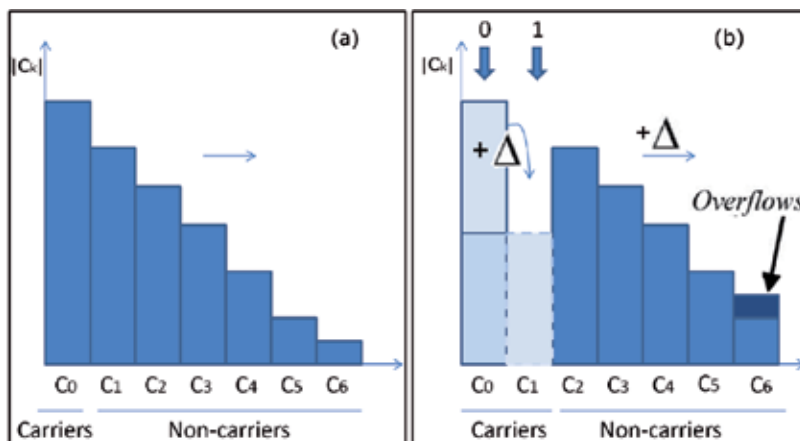 (a)
|Cₖ|
C₀ C₁ C₂ C₃ C₄ C₅ C₆
Carriers Non-carriers
0 1 (b)
|Cₖ|
+ Δ
+ Δ
Overflows
C₀ C₁ C₂ C₃ C₄ C₅ C₆
Carriers Non-carriers